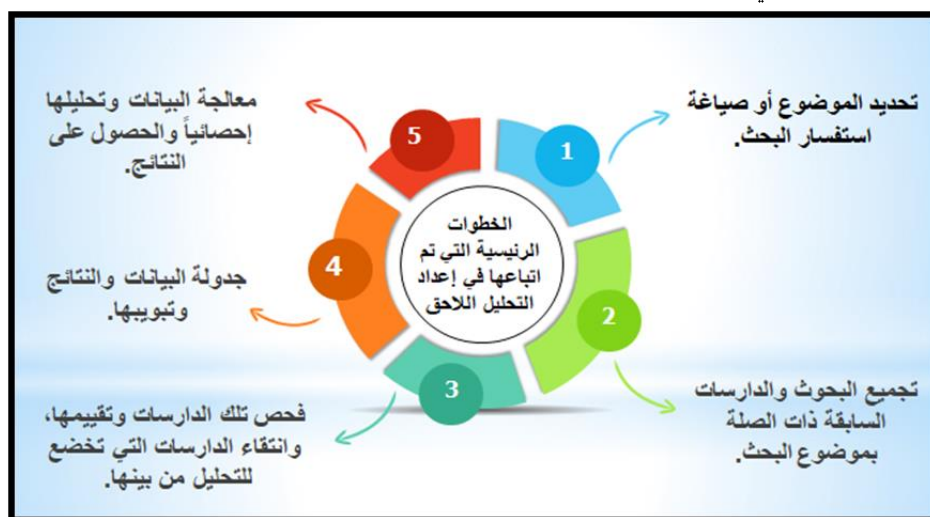 الخطوات
الرئيسية التي تم
اتباعها في إعداد
التحليل اللاحق
1
تحديد الموضوع أو صياغة
استفسار البحث.
2
تجميع البحوث والدارسات
السابقة ذات الصلة
بموضوع البحث.
3
فحص تلك الدارسات وتقييمها،
وانتقاء الدارسات التي تخضع
للتحليل من بينها.
4
جدولة البيانات والنتائج
وتبويبها.
5
معالجة البيانات وتحليلها
إحصائياً والحصول على
النتائج.